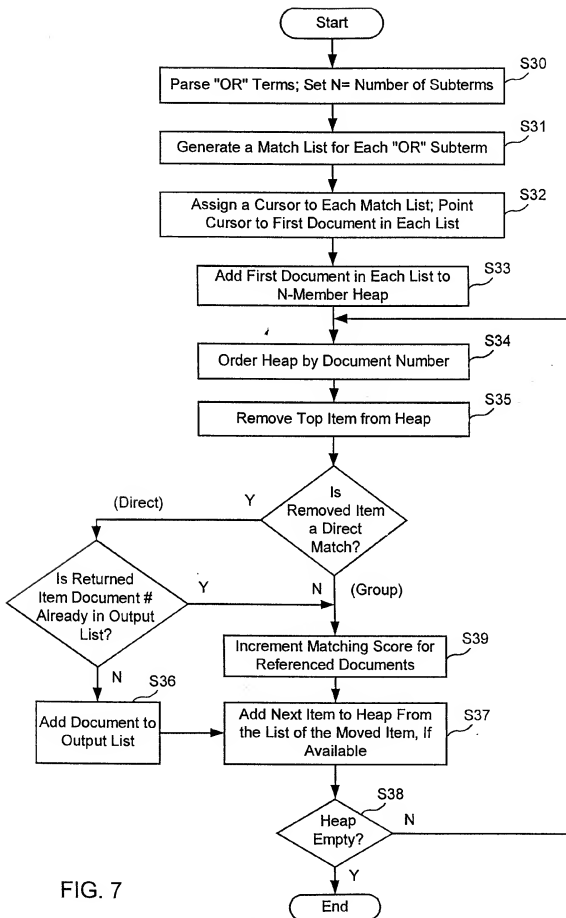 Start
S30
Parse "OR" Terms; Set N= Number of Subterms
S31
Generate a Match List for Each "OR" Subterm
S32
Assign a Cursor to Each Match List; Point
Cursor to First Document in Each List
S33
Add First Document in Each List to
N-Member Heap
S34
Order Heap by Document Number
S35
Remove Top Item from Heap
(Direct)
Y
Is
Removed Item
a Direct
Match?
Is Returned
Item Document #
Already in Output
List?
Y
N
(Group)
S39
Increment Matching Score for
Referenced Documents
N
S36
Add Document to
Output List
S37
Add Next Item to Heap From
the List of the Moved Item, If
Available
S38
Heap
Empty?
N
Y
End
FIG. 7